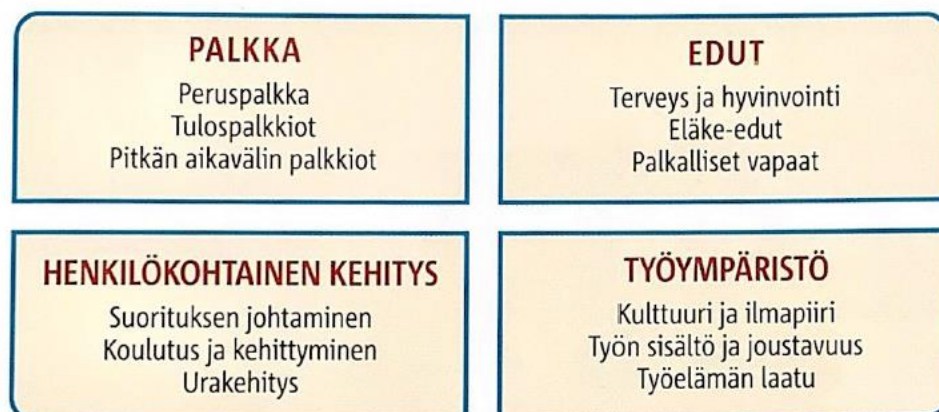 PALKKA
Peruspalkka
Tulospalkkiot
Pitkän aikavälin palkkiot
EDUT
Terveys ja hyvinvointi
Eläke-edut
Palkalliset vapaat
HENKILÖKOHTAINEN KEHITYS
Suorituksen johtaminen
Koulutus ja kehittyminen
Urakehitys
TYÖYMPÄRISTÖ
Kulttuuri ja ilmapiiri
Työn sisältö ja joustavuus
Työelämän laatu